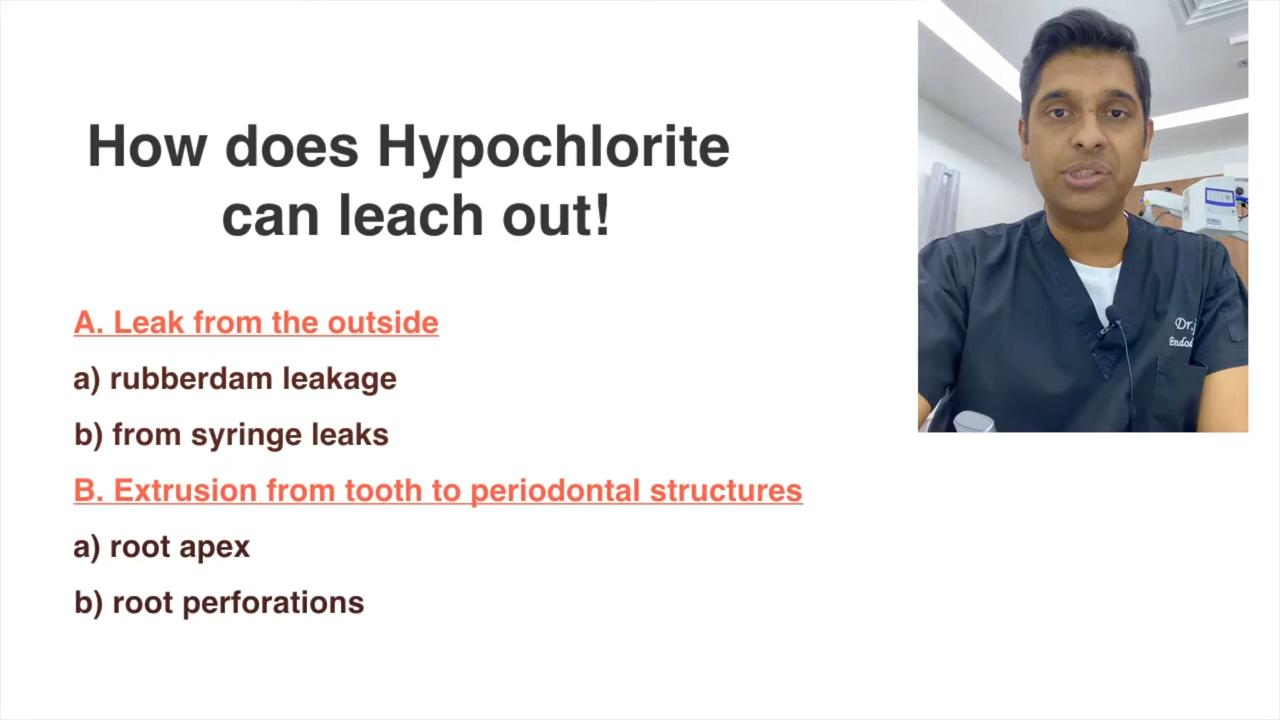 How does Hypochlorite
can leach out!
A. Leak from the outside
a) rubberdam leakage
b) from syringe leaks
B. Extrusion from tooth to periodontal structures
a) root apex
b) root perforations
Dr.